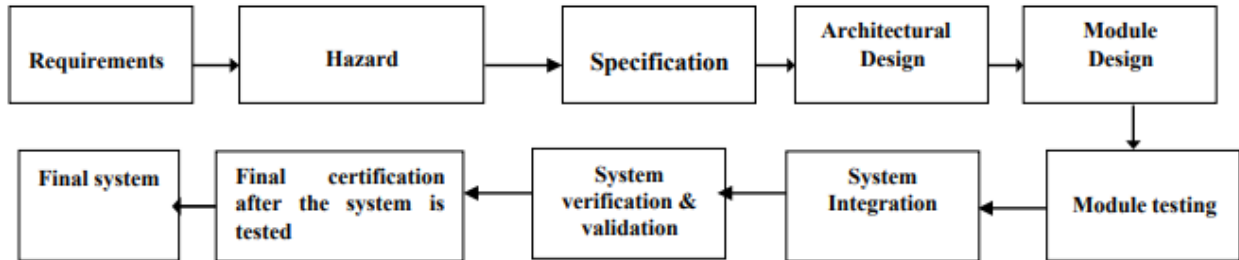 Requirements
Hazard
Specification
Architectural
Design
Module
Design
Final system
Final certification
after the system is
tested
System
verification &
validation
System
Integration
Module testing